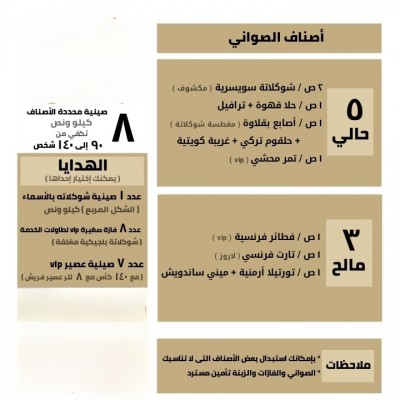 أصناف الصواني
٥
حالي
٢ ص / شوكلاتة سويسرية ( مكشوف )
١ ص / حلا قهوة + ترافيل
١ ص / أصابع بقلاوة ( مغطسة شوكلاتة )
+ حلقوم تركي + غريبة كويتية
١ ص / تمر محشي ( vip )
٣
مالح
١ ص / فطائر فرنسية ( vip )
١ ص / تارت فرنسي ( لاروز )
١ ص / تورتيلا أرمنية + ميني ساندويش
ملاحظات
* بإمكانك استبدال بعض الأصناف التى لا تناسبك
* الصواني والفازات والزينة تأمين مسترد
٨
صينية محددة الأصناف
كيلو ونص
تكفي من
٩٠ إلى ١٤٠ شخص
الهدايا
( يمكنك إختيار إحداها )
عدد ١ صينية شوكلاته بالأسماء
( الشكل المربع ) كيلو ونص
عدد ٨ فازة صغيرة vip لطاولات الخدمة
( شوكلاتة بلجيكية مغلفة )
عدد ٧ صينية عصير vip
( مع ١٤٠ كأس مع ٨ لتر عصير فريش )